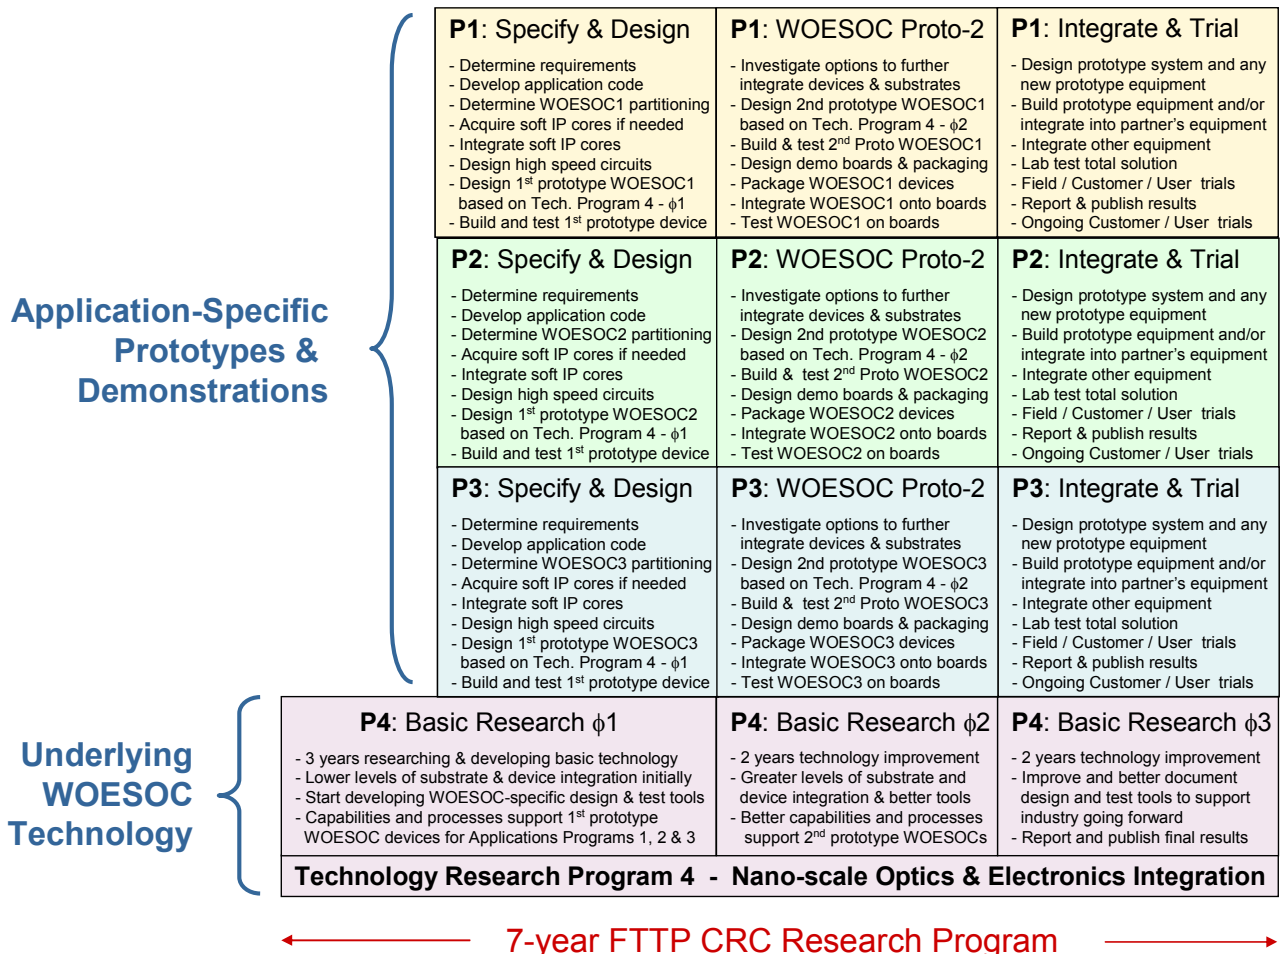 P1: Specify & Design
- Determine requirements
- Develop application code
- Determine WOESOC1 partitioning
- Acquire soft IP cores if needed
- Integrate soft IP cores
- Design high speed circuits
- Design 1st prototype WOESOC1
based on Tech. Program 4 - ϕ1
- Build and test 1st prototype device
P1: WOESOC Proto-2
- Investigate options to further
integrate devices & substrates
- Design 2nd prototype WOESOC1
based on Tech. Program 4 - ϕ2
- Build & test 2nd Proto WOESOC1
- Design demo boards & packaging
- Package WOESOC1 devices
- Integrate WOESOC1 onto boards
- Test WOESOC1 on boards
P1: Integrate & Trial
- Design prototype system and any
new prototype equipment
- Build prototype equipment and/or
integrate into partner's equipment
- Integrate other equipment
- Lab test total solution
- Field / Customer / User trials
- Report & publish results
- Ongoing Customer / User trials
Application-Specific
Prototypes &
Demonstrations
P2: Specify & Design
- Determine requirements
- Develop application code
- Determine WOESOC2 partitioning
- Acquire soft IP cores if needed
- Integrate soft IP cores
- Design high speed circuits
- Design 1st prototype WOESOC2
based on Tech. Program 4 - ϕ1
- Build and test 1st prototype device
P2: WOESOC Proto-2
- Investigate options to further
integrate devices & substrates
- Design 2nd prototype WOESOC2
based on Tech. Program 4 - ϕ2
- Build & test 2nd Proto WOESOC2
- Design demo boards & packaging
- Package WOESOC2 devices
- Integrate WOESOC2 onto boards
- Test WOESOC2 on boards
P2: Integrate & Trial
- Design prototype system and any
new prototype equipment
- Build prototype equipment and/or
integrate into partner's equipment
- Integrate other equipment
- Lab test total solution
- Field / Customer / User trials
- Report & publish results
- Ongoing Customer / User trials
P3: Specify & Design
- Determine requirements
- Develop application code
- Determine WOESOC3 partitioning
- Acquire soft IP cores if needed
- Integrate soft IP cores
- Design high speed circuits
- Design 1st prototype WOESOC3
based on Tech. Program 4 - ϕ1
- Build and test 1st prototype device
P3: WOESOC Proto-2
- Investigate options to further
integrate devices & substrates
- Design 2nd prototype WOESOC3
based on Tech. Program 4 - ϕ2
- Build & test 2nd Proto WOESOC3
- Design demo boards & packaging
- Package WOESOC3 devices
- Integrate WOESOC3 onto boards
- Test WOESOC3 on boards
P3: Integrate & Trial
- Design prototype system and any
new prototype equipment
- Build prototype equipment and/or
integrate into partner's equipment
- Integrate other equipment
- Lab test total solution
- Field / Customer / User trials
- Report & publish results
- Ongoing Customer / User trials
Underlying
WOESOC
Technology
P4: Basic Research ϕ1
- 3 years researching & developing basic technology
- Lower levels of substrate & device integration initially
- Start developing WOESOC-specific design & test tools
- Capabilities and processes support 1st prototype
WOESOC devices for Applications Programs 1, 2 & 3
P4: Basic Research ϕ2
- 2 years technology improvement
- Greater levels of substrate and
device integration & better tools
- Better capabilities and processes
support 2nd prototype WOESOCs
P4: Basic Research ϕ3
- 2 years technology improvement
- Improve and better document
design and test tools to support
industry going forward
- Report and publish final results
Technology Research Program 4 - Nano-scale Optics & Electronics Integration
7-year FTTP CRC Research Program